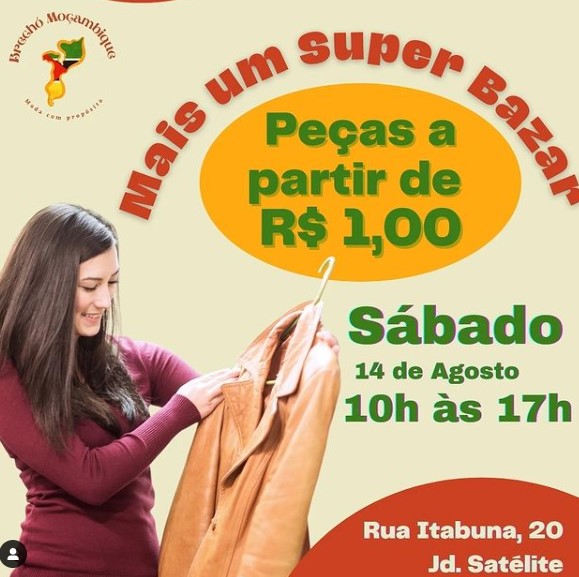 Brechó Moçambique
Moda com propósito
Mais um Super Bazar
Peças a
partir de
R$ 1,00
Sábado
14 de Agosto
10h às 17h
Rua Itabuna, 20
Jd. Satélite